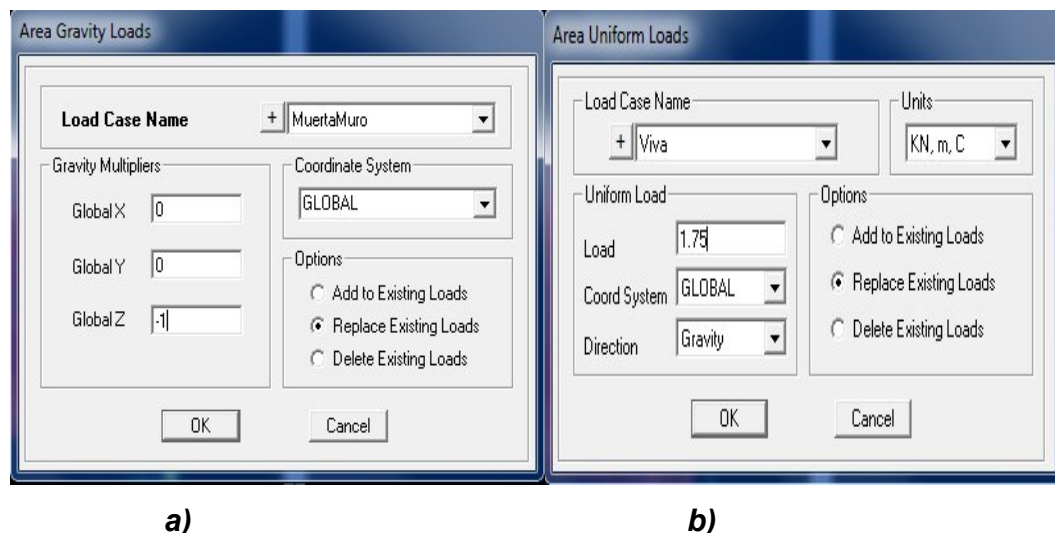 Area Gravity Loads
Load Case Name + MuertaMuro
Gravity Multipliers
Global X 0
Global Y 0
Global Z -1
Coordinate System
GLOBAL
Options
Add to Existing Loads
Replace Existing Loads
Delete Existing Loads
OK Cancel
a)
Area Uniform Loads
Load Case Name
+ Viva
Units
KN, m, C
Uniform Load
Load 1.75
Coord System GLOBAL
Direction Gravity
Options
Add to Existing Loads
Replace Existing Loads
Delete Existing Loads
OK Cancel
b)